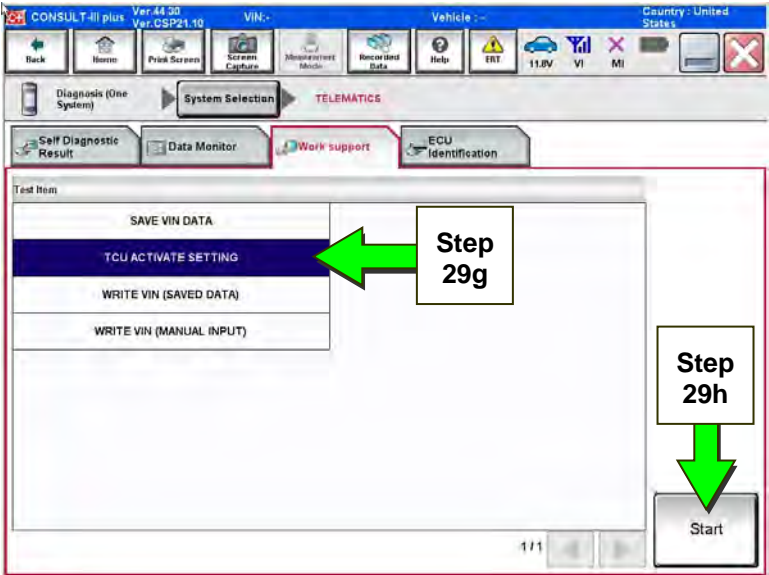 CONSULT-III plus Ver.44.30 VIN:- Vehicle : - Country : United
Ver.CSP21.10 States
Back Home Print Screen Screen Capture Measurement Mode Recorded Data Help ERT 11.8V VI MI
Diagnosis (One System) System Selection TELEMATICS
Self Diagnostic Result Data Monitor Work support ECU Identification
Test Item
SAVE VIN DATA
TCU ACTIVATE SETTING
WRITE VIN (SAVED DATA)
WRITE VIN (MANUAL INPUT)
Step
29g
Step
29h
Start
1/1